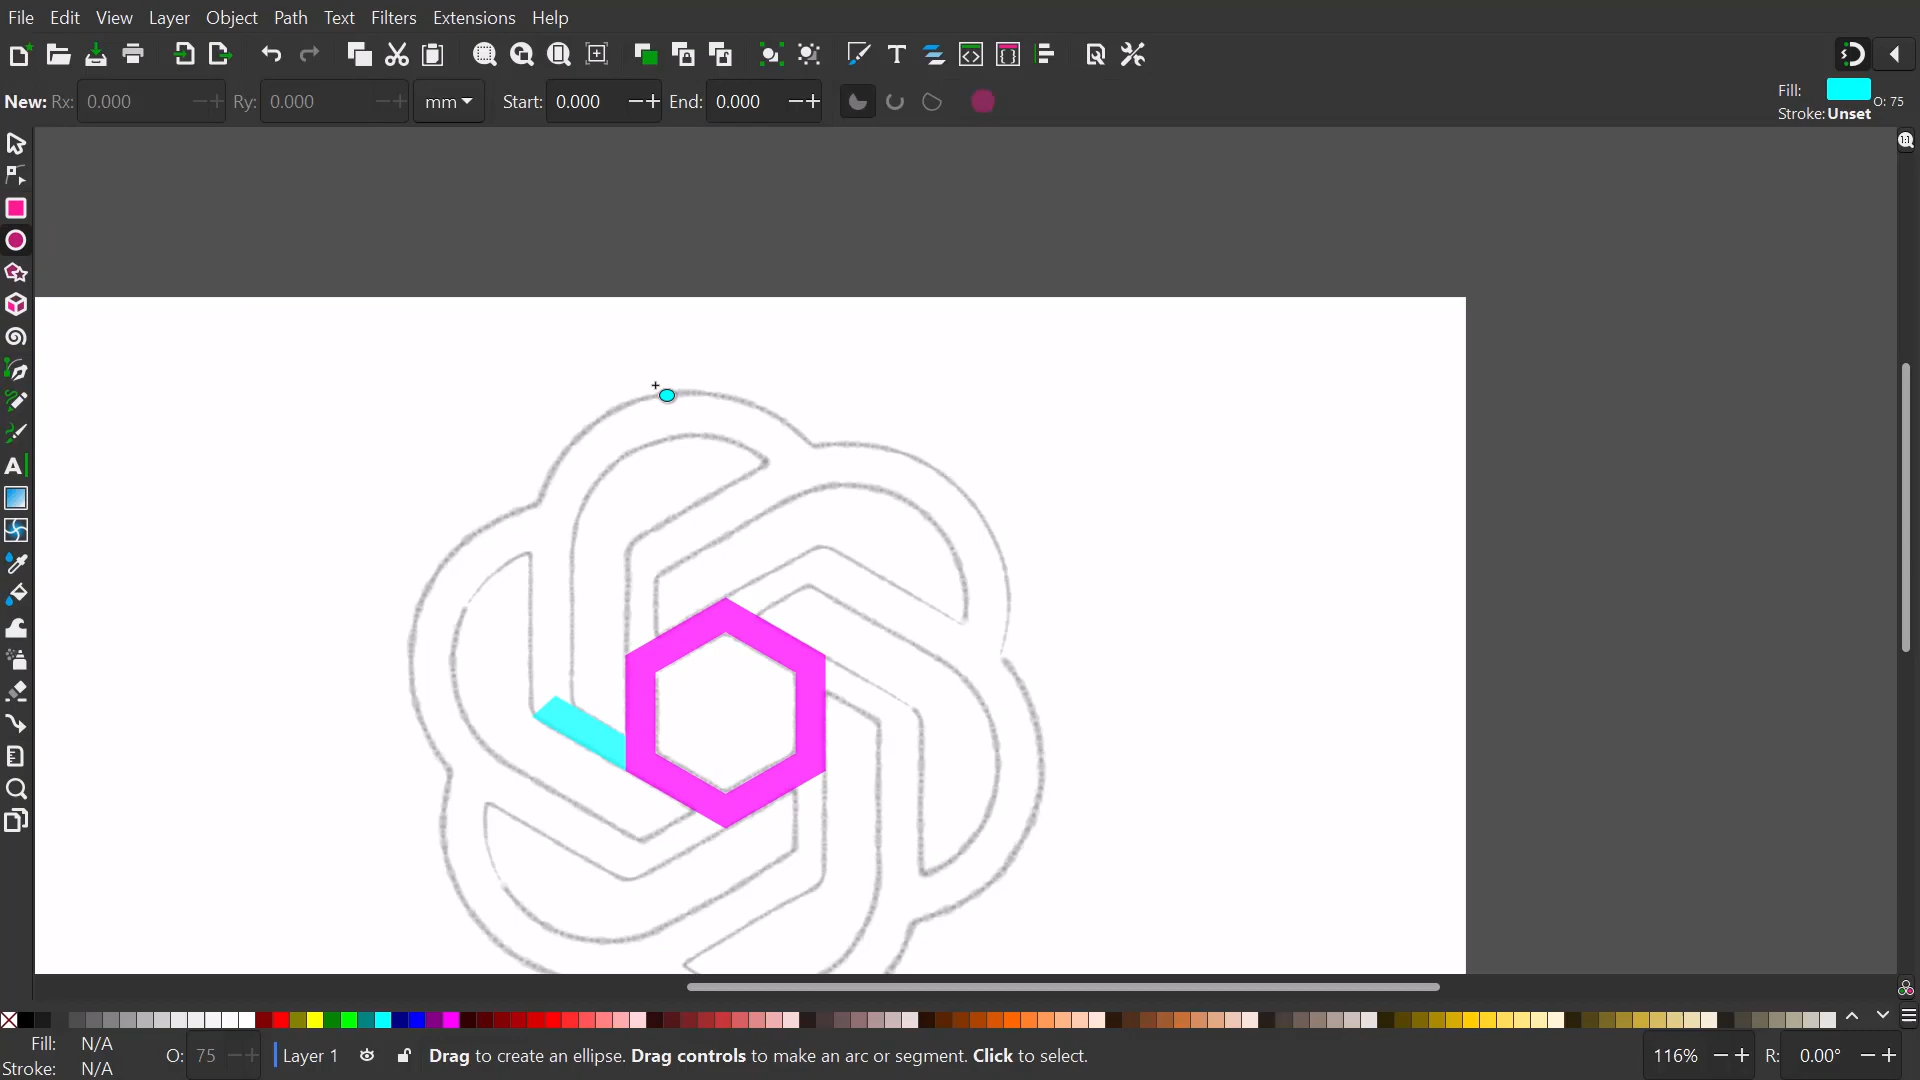 File Edit View Layer Object Path Text Filters Extensions Help
New: Rx: 0.000 Ry: 0.000 mm Start: 0.000 End: 0.000
Fill: O: 75
Stroke: Unset
Fill: N/A
Stroke: N/A
O: 75
Layer 1
Drag to create an ellipse. Drag controls to make an arc or segment. Click to select.
116% R: 0.00°